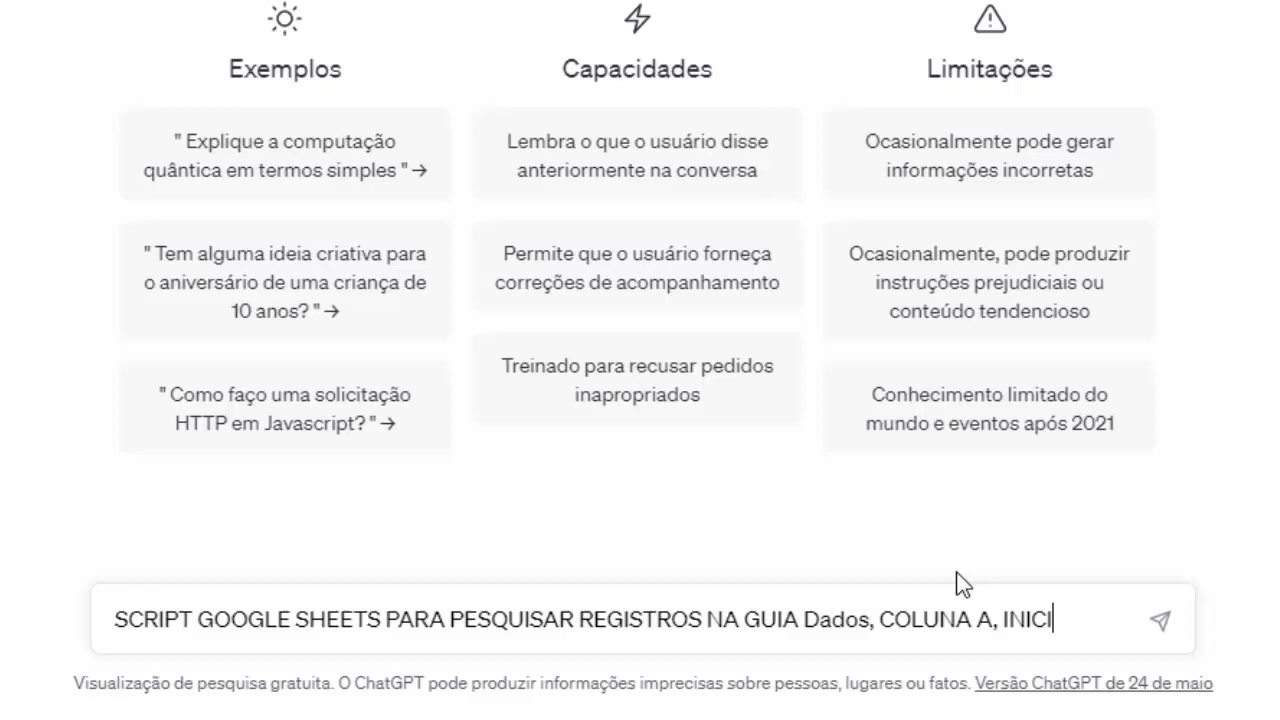 Exemplos
" Explique a computação
quântica em termos simples " →
" Tem alguma ideia criativa para
o aniversário de uma criança de
10 anos? " →
" Como faço uma solicitação
HTTP em Javascript? " →
Capacidades
Lembra o que o usuário disse
anteriormente na conversa
Permite que o usuário forneça
correções de acompanhamento
Treinado para recusar pedidos
inapropriados
Limitações
Ocasionalmente pode gerar
informações incorretas
Ocasionalmente, pode produzir
instruções prejudiciais ou
conteúdo tendencioso
Conhecimento limitado do
mundo e eventos após 2021
SCRIPT GOOGLE SHEETS PARA PESQUISAR REGISTROS NA GUIA Dados, COLUNA A, INICI
Visualização de pesquisa gratuita. O ChatGPT pode produzir informações imprecisas sobre pessoas, lugares ou fatos. Versão ChatGPT de 24 de maio